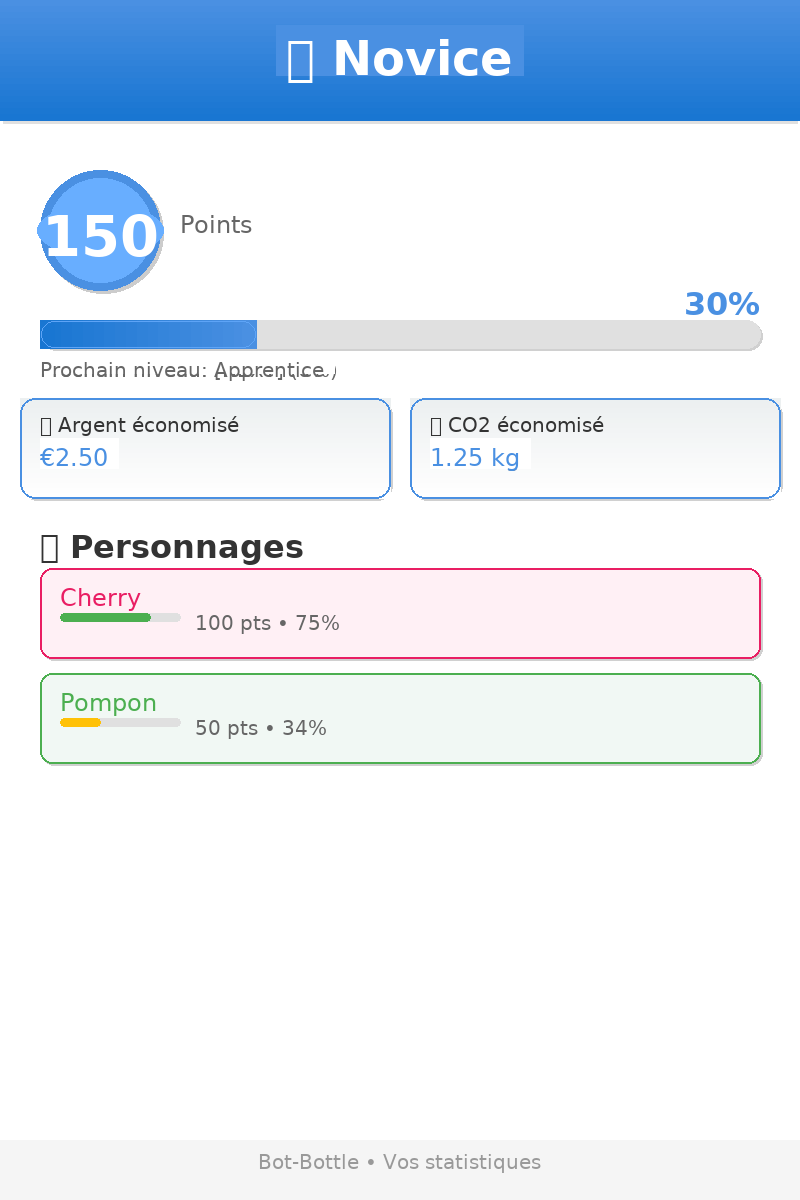 Novice
150
Points
30%
Prochain niveau: Apprentice
Argent économisé
€2.50
CO2 économisé
1.25 kg
Personnages
Cherry
100 pts • 75%
Pompon
50 pts • 34%
Bot-Bottle • Vos statistiques